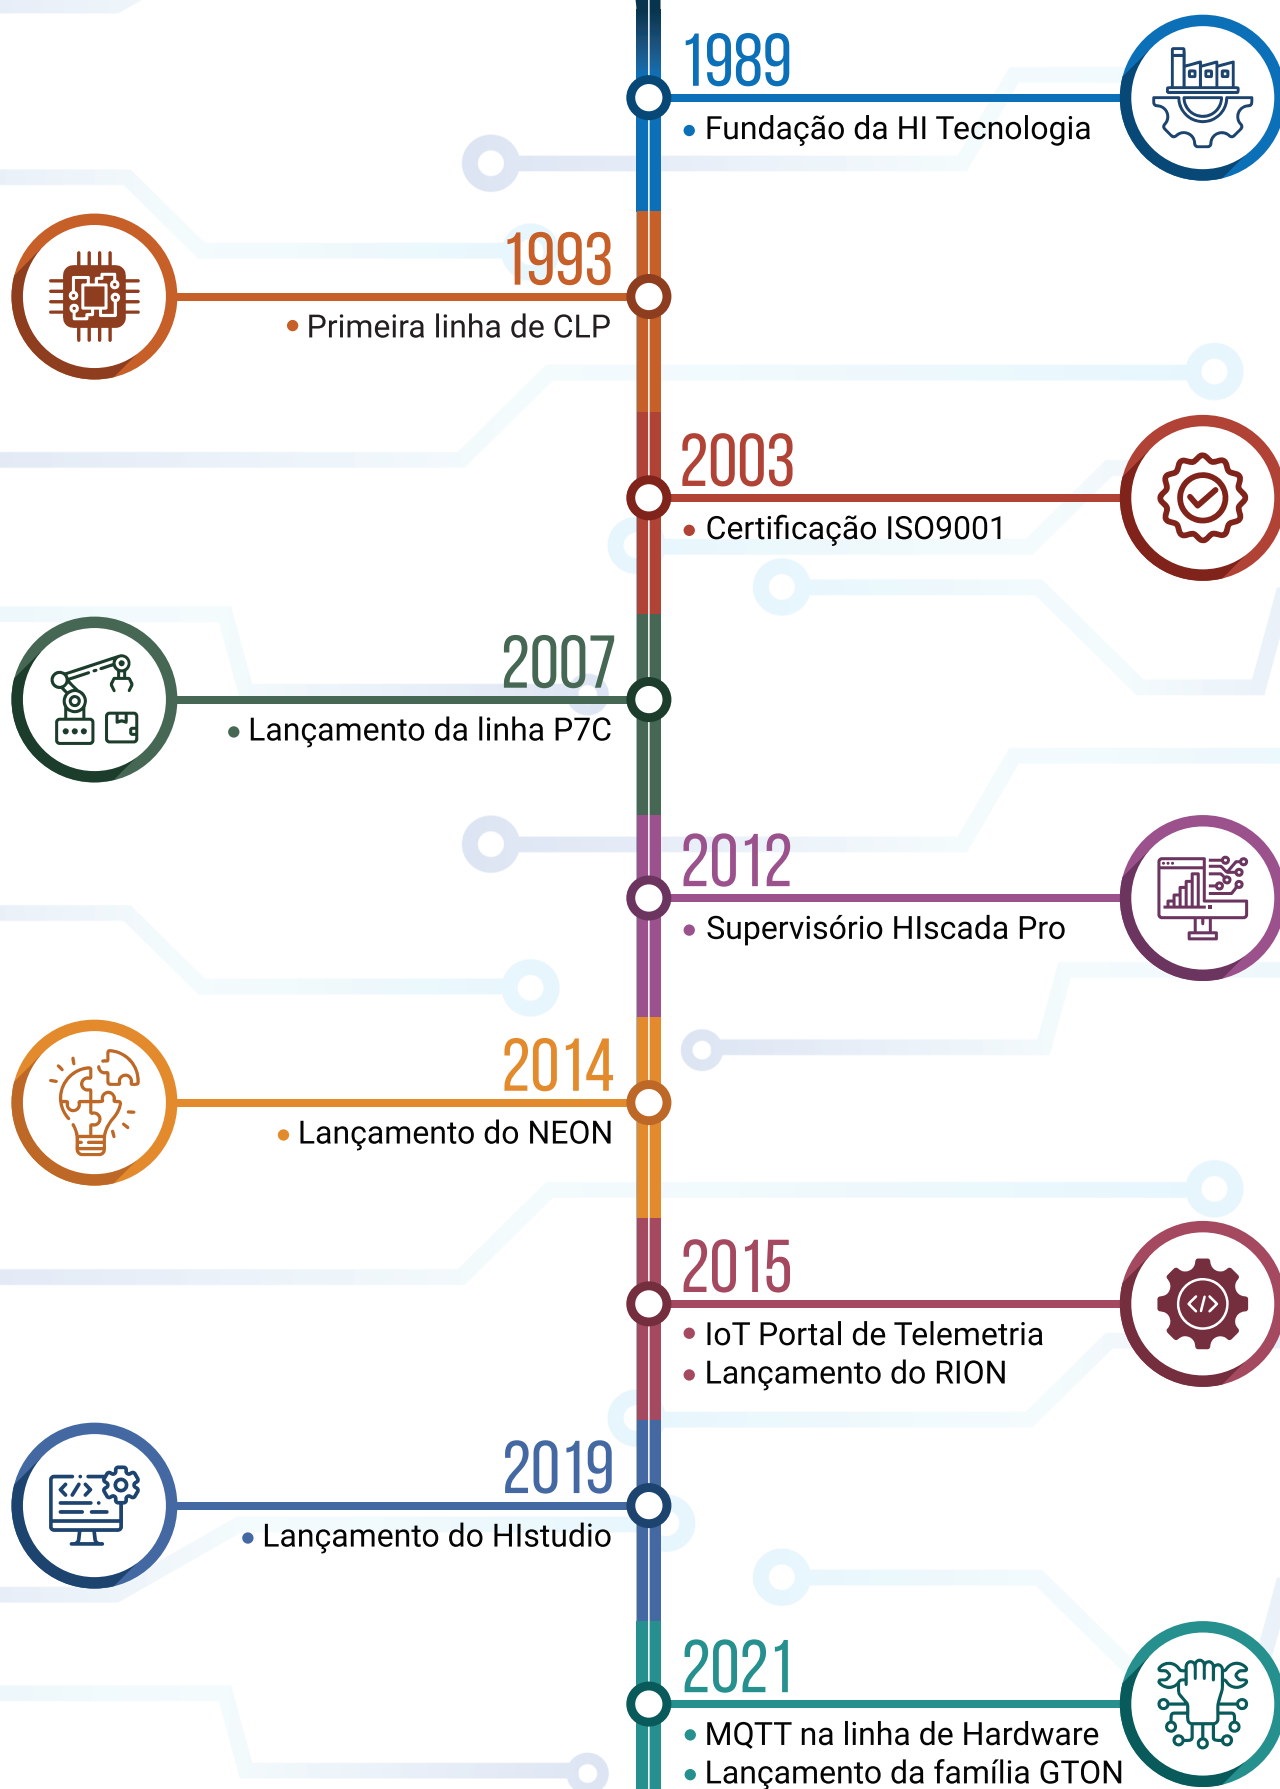 1989
• Fundação da HI Tecnologia
1993
• Primeira linha de CLP
2003
• Certificação ISO9001
2007
• Lançamento da linha P7C
2012
• Supervisório HIscada Pro
2014
• Lançamento do NEON
2015
• IoT Portal de Telemetria
• Lançamento do RION
2019
• Lançamento do HIstudio
2021
• MQTT na linha de Hardware
• Lançamento da família GTON